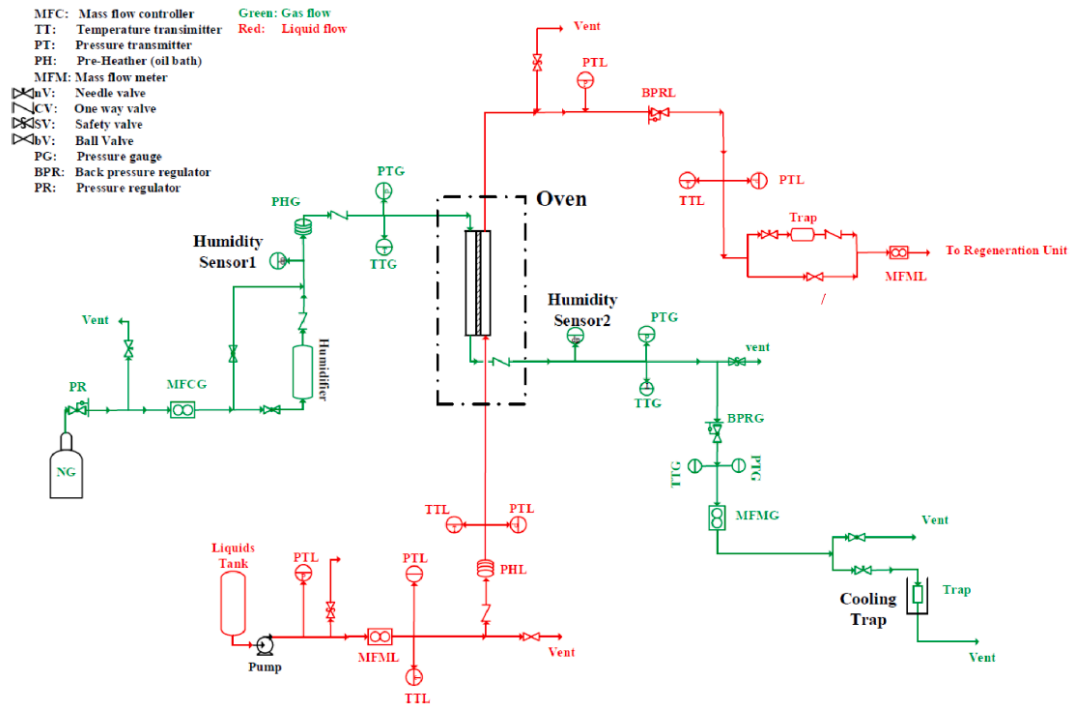 MFC: Mass flow controller
TT: Temperature transimitter
PT: Pressure transmitter
PH: Pre-Heather (oil bath)
MFM: Mass flow meter
nV: Needle valve
CV: One way valve
SV: Safety valve
bV: Ball Valve
PG: Pressure gauge
BPR: Back pressure regulator
PR: Pressure regulator
Green: Gas flow
Red: Liquid flow
Vent
PTL
BPRL
PTL
TTL
Trap
To Regeneration Unit
MFML
/
PTG
PHG
Oven
Humidity
Sensor1
TTG
Humidity
Sensor2
PTG
Vent
vent
Humidifier
PR
MFCG
TTG
BPRG
NG
TTG
PTG
MFMG
TTL
PTL
Vent
Liquids
Tank
PTL
PTL
PHL
Trap
Cooling
Trap
Pump
MFML
Vent
Vent
TTL